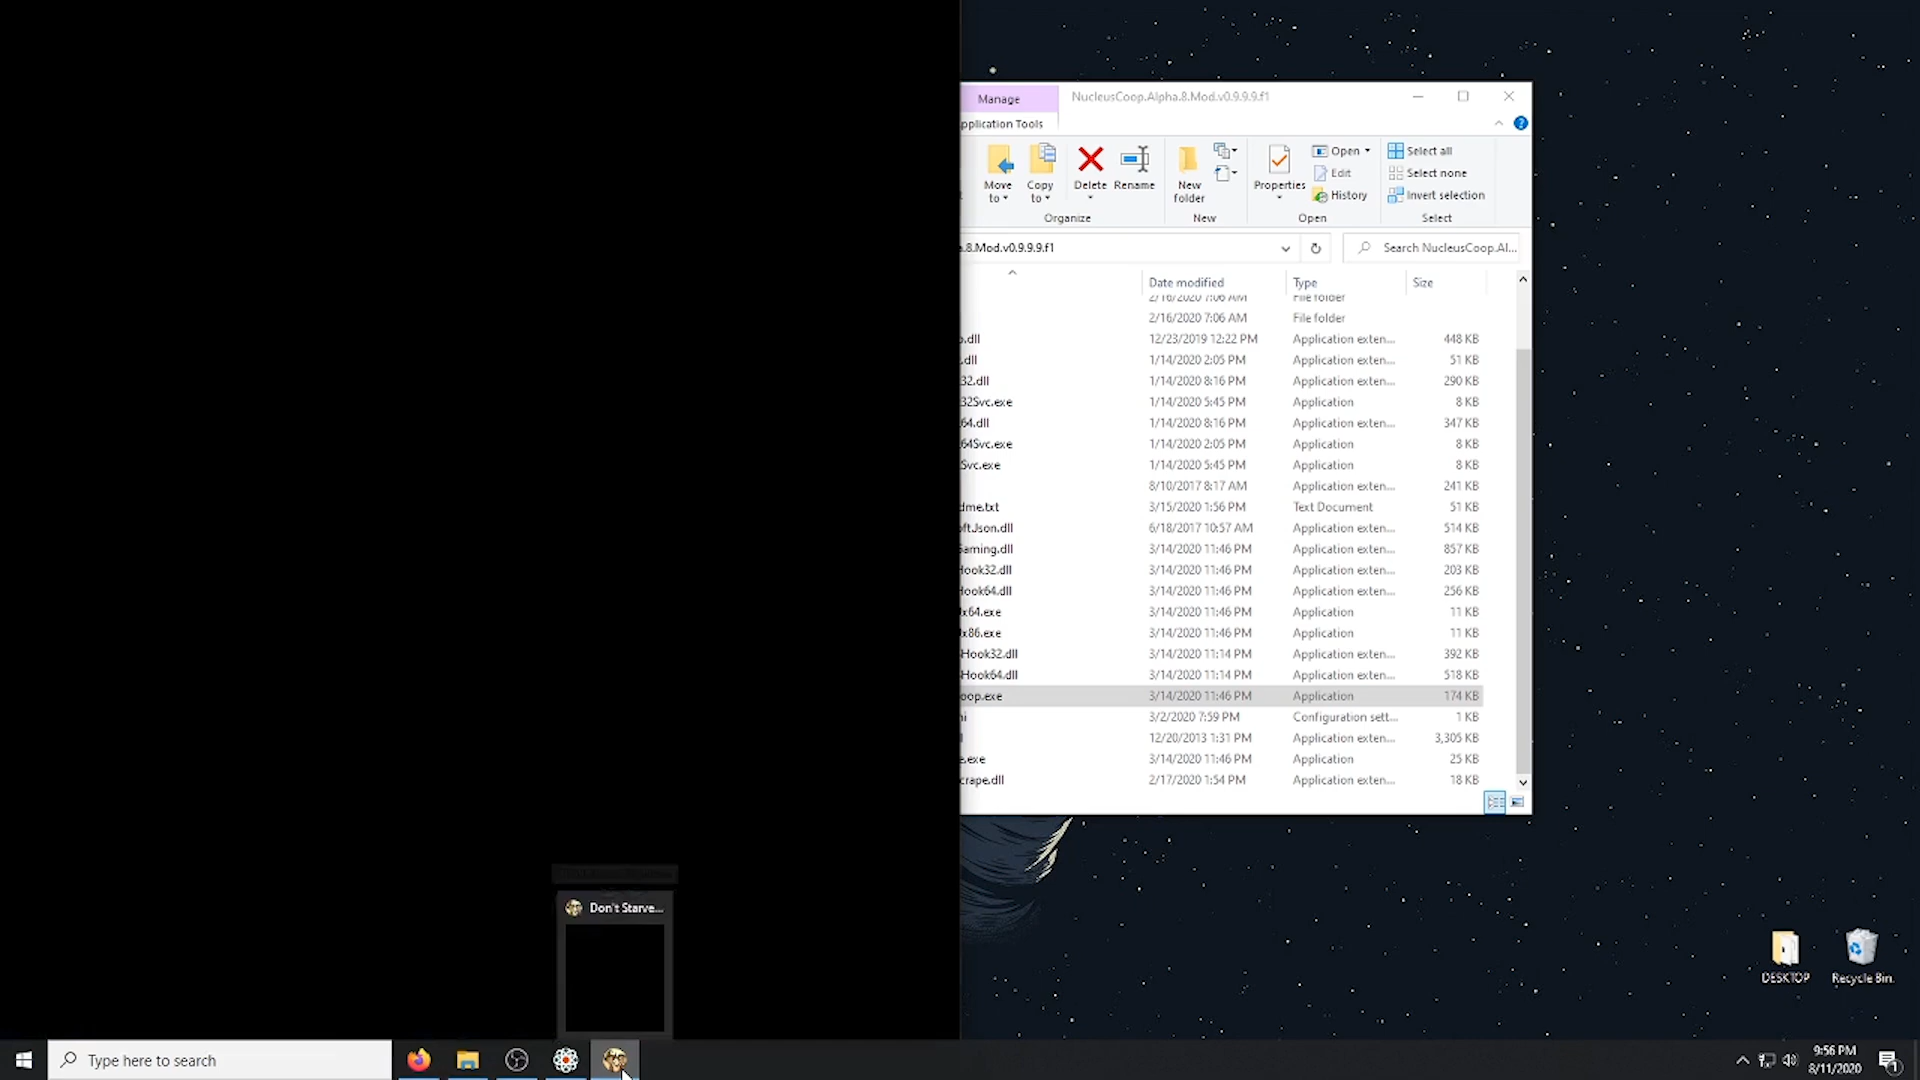 Manage
NucleusCoop.Alpha.8.Mod.v0.9.9.9.f1
pplication Tools
Move to
Copy to
Delete
Rename
New folder
Properties
Open
Edit
History
Select all
Select none
Invert selection
Organize
New
Open
Select
a.8.Mod.v0.9.9.9.f1
Search NucleusCoop.Al...
Date modified
Type
Size
2/16/2020 7:06 AM File folder
2/16/2020 7:06 AM File folder
o.dll 12/23/2019 12:22 PM Application exten... 448 KB
.dll 1/14/2020 2:05 PM Application exten... 51 KB
32.dll 1/14/2020 8:16 PM Application exten... 290 KB
32Svc.exe 1/14/2020 5:45 PM Application 8 KB
64.dll 1/14/2020 8:16 PM Application exten... 347 KB
64Svc.exe 1/14/2020 2:05 PM Application 8 KB
Svc.exe 1/14/2020 5:45 PM Application 8 KB
8/10/2017 8:17 AM Application exten... 241 KB
dme.txt 3/15/2020 1:56 PM Text Document 51 KB
oft.Json.dll 6/18/2017 10:57 AM Application exten... 514 KB
Gaming.dll 3/14/2020 11:46 PM Application exten... 857 KB
Hook32.dll 3/14/2020 11:46 PM Application exten... 203 KB
Hook64.dll 3/14/2020 11:46 PM Application exten... 256 KB
x64.exe 3/14/2020 11:46 PM Application 11 KB
x86.exe 3/14/2020 11:46 PM Application 11 KB
Hook32.dll 3/14/2020 11:14 PM Application exten... 392 KB
Hook64.dll 3/14/2020 11:14 PM Application exten... 518 KB
oop.exe 3/14/2020 11:46 PM Application 174 KB
ni 3/2/2020 7:59 PM Configuration sett... 1 KB
12/20/2013 1:31 PM Application exten... 3,305 KB
e.exe 3/14/2020 11:46 PM Application 25 KB
crape.dll 2/17/2020 1:54 PM Application exten... 18 KB
Don't Starve...
DESKTOP
Recycle Bin
Type here to search
9:56 PM
8/11/2020
1